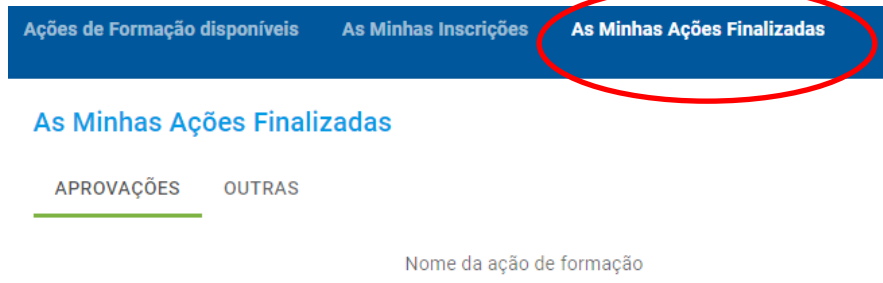 Ações de Formação disponíveis As Minhas Inscrições As Minhas Ações Finalizadas
As Minhas Ações Finalizadas
APROVAÇÕES OUTRAS
Nome da ação de formação